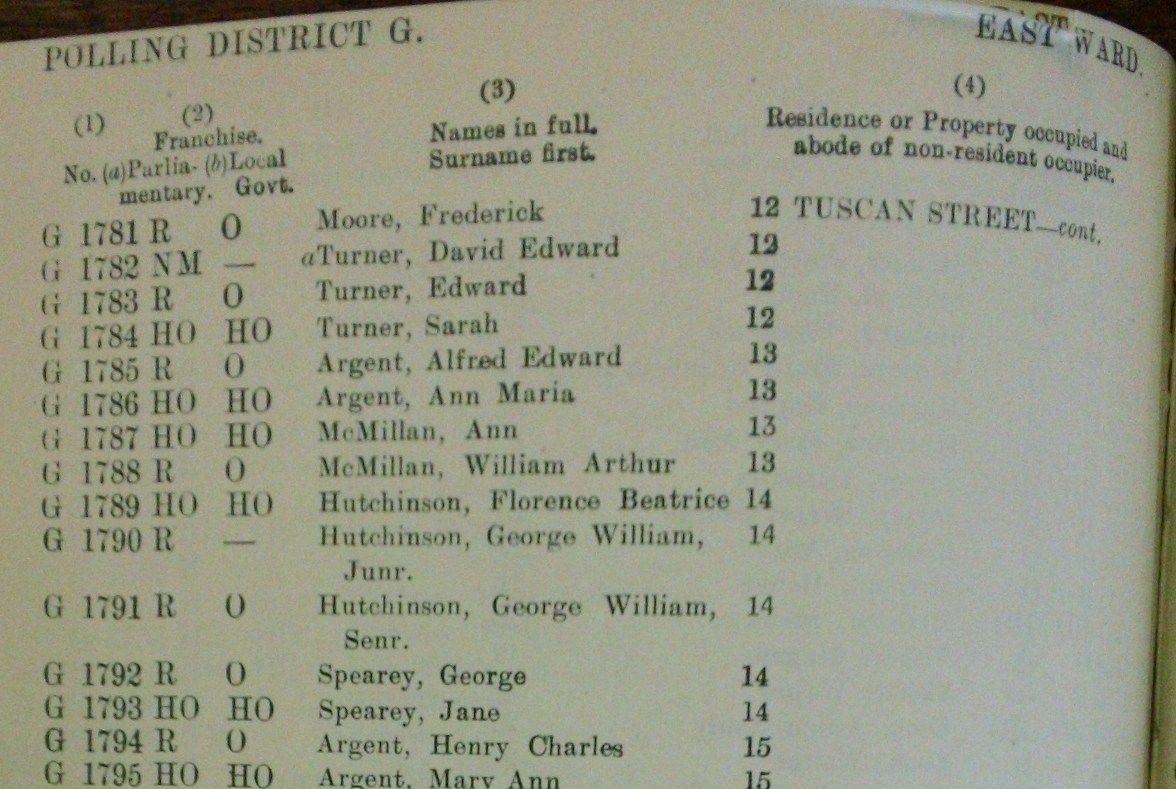 POLLING DISTRICT G. EAST WARD.
(1) (2) (3) (4)
Franchise. Names in full. Residence or Property occupied and
No. (a)Parlia- (b)Local Surname first. abode of non-resident occupier.
mentary. Govt.
G 1781 R O Moore, Frederick 12 TUSCAN STREET—cont.
G 1782 NM — aTurner, David Edward 12
G 1783 R O Turner, Edward 12
G 1784 HO HO Turner, Sarah 12
G 1785 R O Argent, Alfred Edward 13
G 1786 HO HO Argent, Ann Maria 13
G 1787 HO HO McMillan, Ann 13
G 1788 R O McMillan, William Arthur 13
G 1789 HO HO Hutchinson, Florence Beatrice 14
G 1790 R — Hutchinson, George William, 14
Junr.
G 1791 R O Hutchinson, George William, 14
Senr.
G 1792 R O Spearey, George 14
G 1793 HO HO Spearey, Jane 14
G 1794 R O Argent, Henry Charles 15
G 1795 HO HO Argent, Mary Ann 15